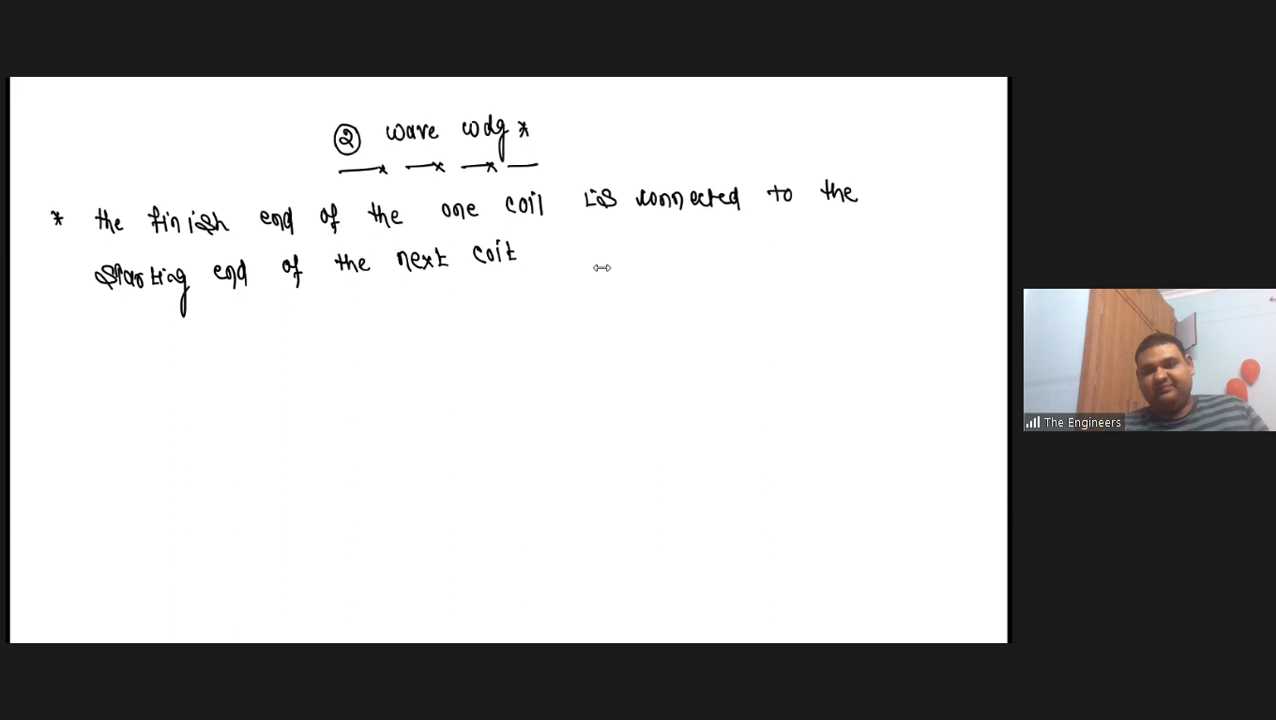 ② wave wdg *
* the finish end of the one coil is connected to the
starting end of the next coil
The Engineers